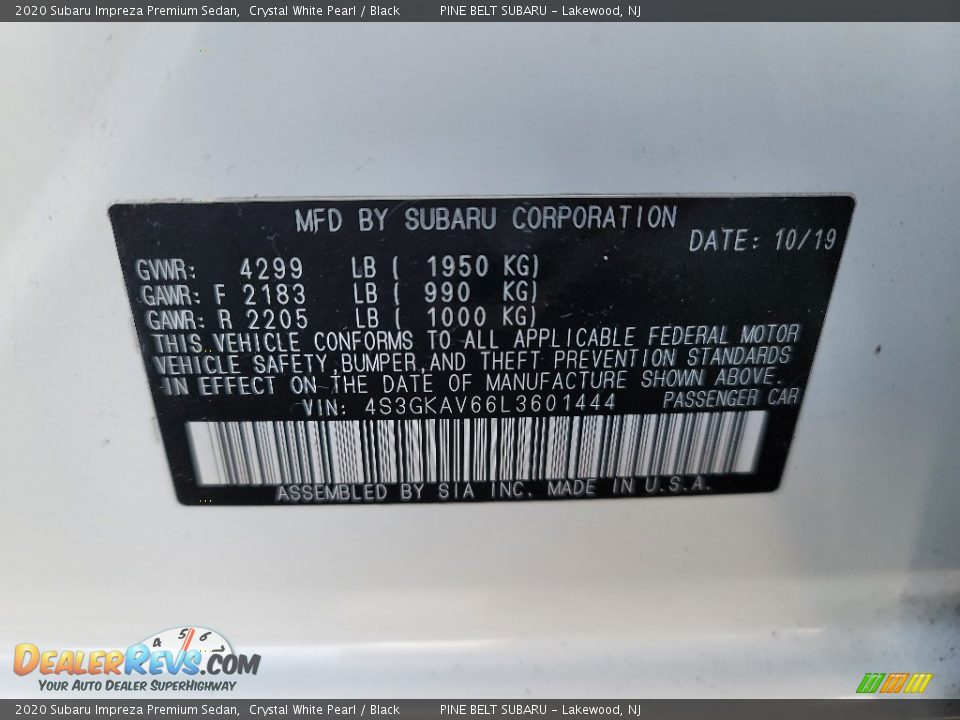 2020 Subaru Impreza Premium Sedan, Crystal White Pearl / Black PINE BELT SUBARU - Lakewood, NJ
MFD BY SUBARU CORPORATION
DATE: 10/19
GVWR: 4299 LB ( 1950 KG)
GAWR: F 2183 LB ( 990 KG)
GAWR: R 2205 LB ( 1000 KG)
THIS VEHICLE CONFORMS TO ALL APPLICABLE FEDERAL MOTOR
VEHICLE SAFETY,BUMPER,AND THEFT PREVENTION STANDARDS
IN EFFECT ON THE DATE OF MANUFACTURE SHOWN ABOVE.
VIN: 4S3GKAV66L3601444 PASSENGER CAR
ASSEMBLED BY SIA INC. MADE IN U.S.A.
4 5 6
DealerRevs.com
Your Auto Dealer SuperHighway
2020 Subaru Impreza Premium Sedan, Crystal White Pearl / Black PINE BELT SUBARU - Lakewood, NJ